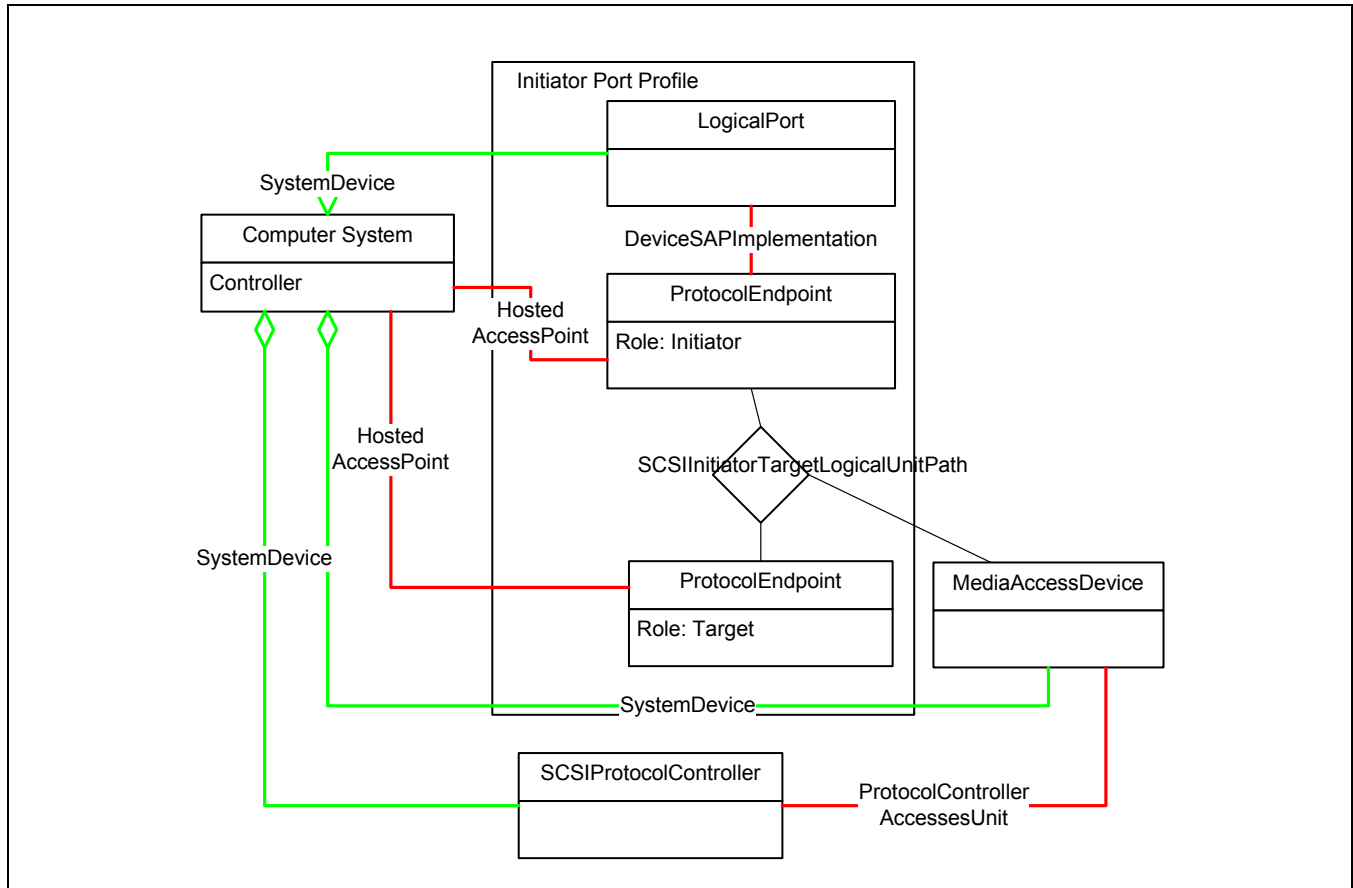 Initiator Port Profile
LogicalPort
SystemDevice
Computer System
Controller
DeviceSAPImplementation
ProtocolEndpoint
Role: Initiator
Hosted
AccessPoint
Hosted
AccessPoint
SCSIInitiatorTargetLogicalUnitPath
SystemDevice
ProtocolEndpoint
Role: Target
MediaAccessDevice
SystemDevice
SCSIProtocolController
ProtocolController
AccessesUnit